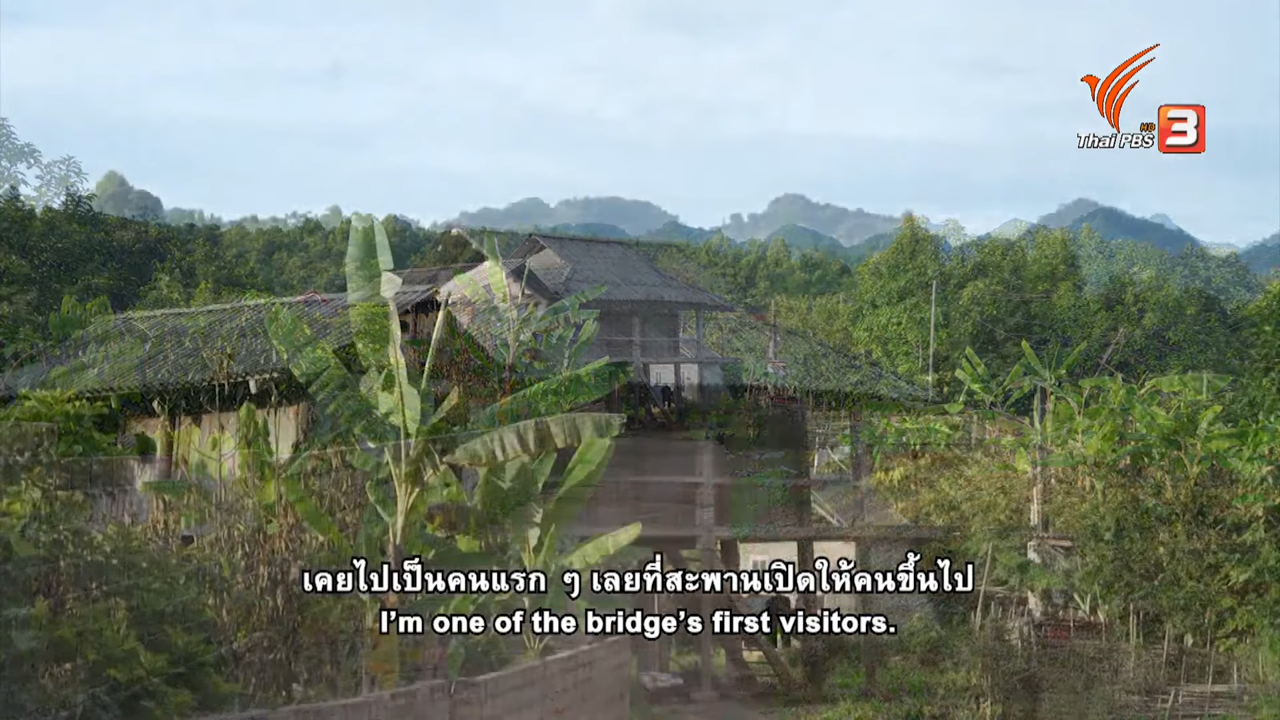 HD
Thai PBS 3
เคยไปเป็นคนแรก ๆ เลยที่สะพานเปิดให้คนขึ้นไป
I'm one of the bridge's first visitors.